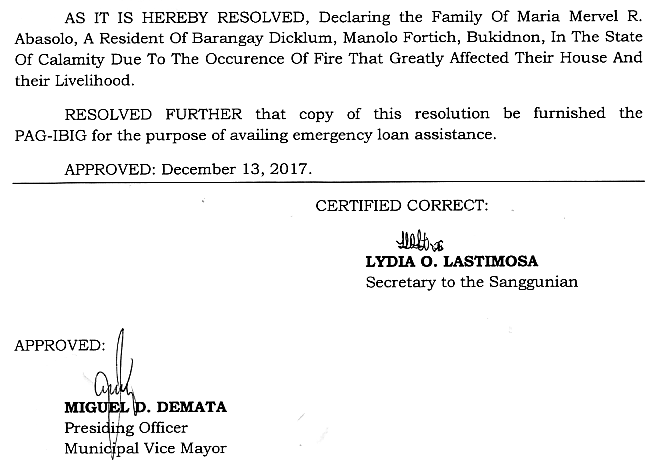 AS IT IS HEREBY RESOLVED, Declaring the Family Of Maria Mervel R.
Abasolo, A Resident Of Barangay Dicklum, Manolo Fortich, Bukidnon, In The State
Of Calamity Due To The Occurence Of Fire That Greatly Affected Their House And
their Livelihood.
RESOLVED FURTHER that copy of this resolution be furnished the
PAG-IBIG for the purpose of availing emergency loan assistance.
APPROVED: December 13, 2017.
CERTIFIED CORRECT:
LYDIA O. LASTIMOSA
Secretary to the Sanggunian
APPROVED:
MIGUEL D. DEMATA
Presiding Officer
Municipal Vice Mayor